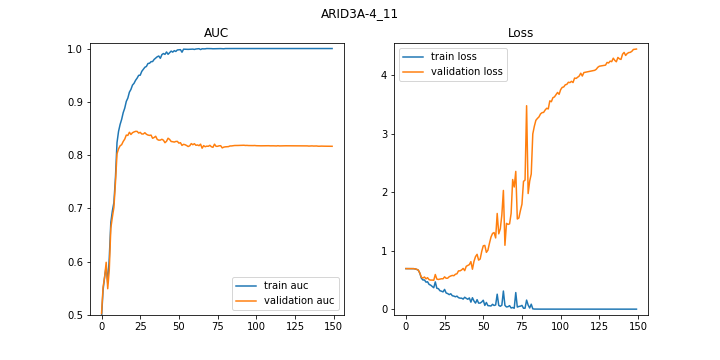 ARID3A-4_11
AUC
1.0
0.9
0.8
0.7
0.6
0.5
0 25 50 75 100 125 150
train auc
validation auc
Loss
4
3
2
1
0
0 25 50 75 100 125 150
train loss
validation loss